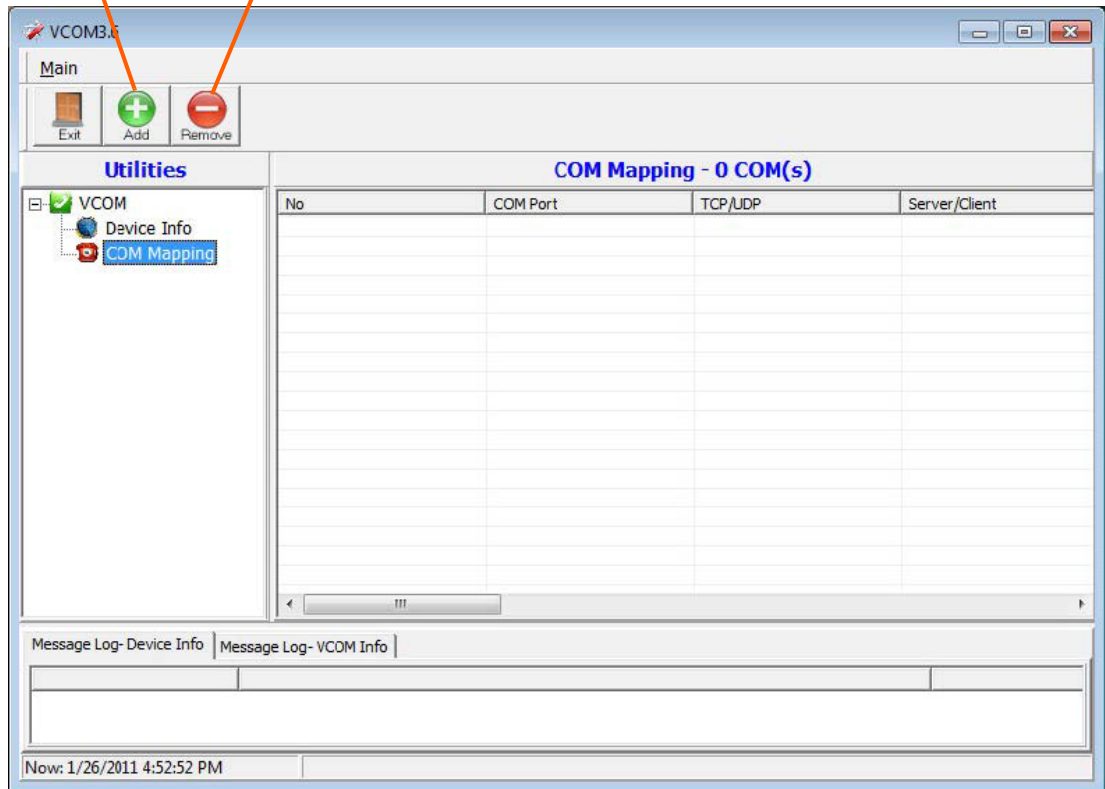 VCOM3.6
Main
Exit Add Remove
Utilities
COM Mapping - 0 COM(s)
VCOM
Device Info
COM Mapping
No COM Port TCP/UDP Server/Client
Message Log- Device Info Message Log- VCOM Info
Now: 1/26/2011 4:52:52 PM